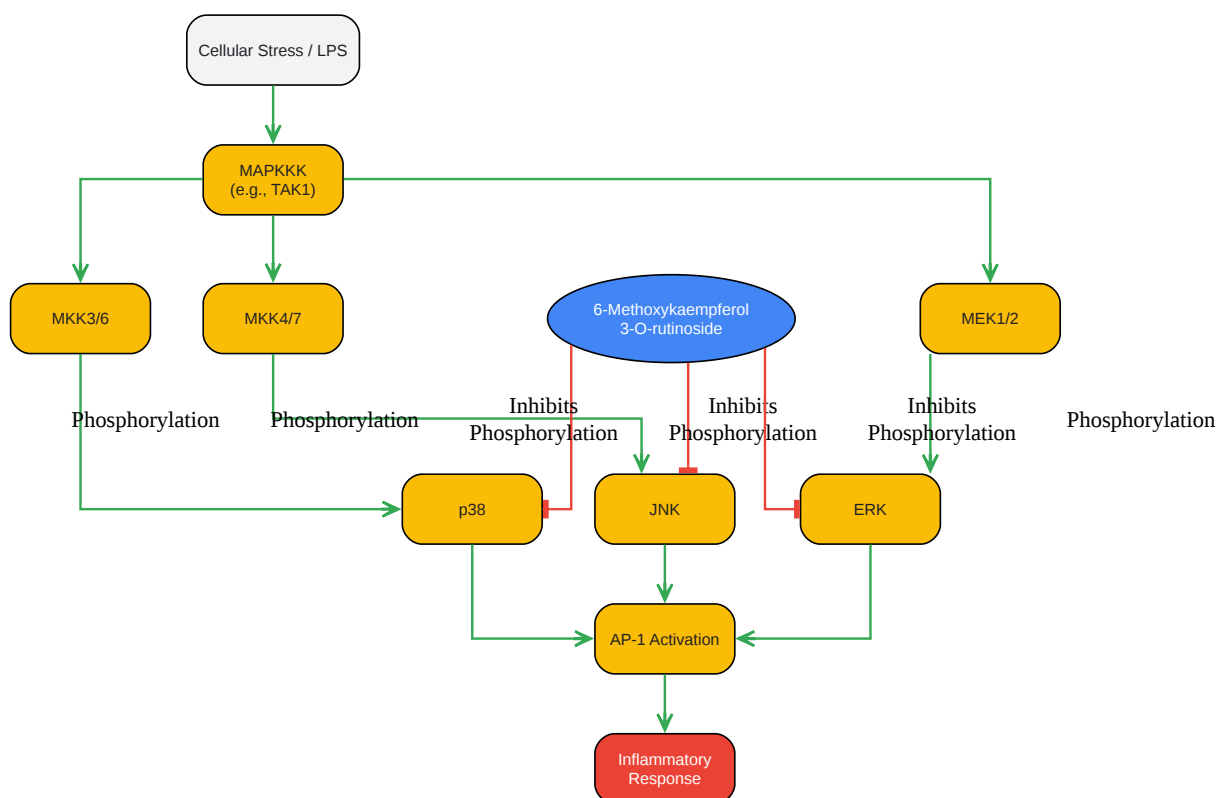 Cellular Stress / LPS
MAPKKK
(e.g., TAK1)
MKK3/6
MKK4/7
6-Methoxykaempferol
3-O-rutinoside
MEK1/2
Phosphorylation
Phosphorylation
Inhibits
Phosphorylation
Inhibits
Phosphorylation
Inhibits
Phosphorylation
Phosphorylation
p38
JNK
ERK
AP-1 Activation
Inflammatory
Response